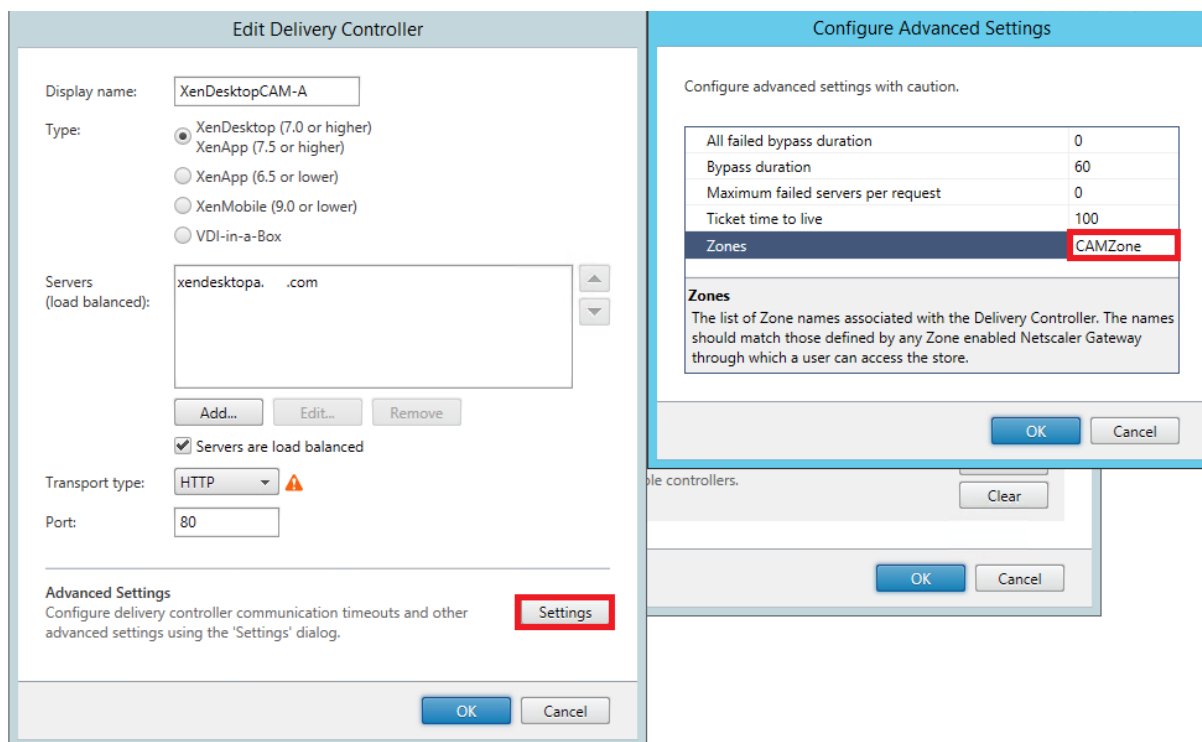 Edit Delivery Controller
Display name:
XenDesktopCAM-A
Type:
XenDesktop (7.0 or higher)
XenApp (7.5 or higher)
XenApp (6.5 or lower)
XenMobile (9.0 or lower)
VDI-in-a-Box
Servers
(load balanced):
xendesktopa. .com
Add...
Edit...
Remove
Servers are load balanced
Transport type:
HTTP
Port:
80
Advanced Settings
Configure delivery controller communication timeouts and other
advanced settings using the 'Settings' dialog.
Settings
OK
Cancel
Configure Advanced Settings
Configure advanced settings with caution.
All failed bypass duration 0
Bypass duration 60
Maximum failed servers per request 0
Ticket time to live 100
Zones CAMZone
Zones
The list of Zone names associated with the Delivery Controller. The names
should match those defined by any Zone enabled Netscaler Gateway
through which a user can access the store.
OK
Cancel
controllers.
Clear
OK
Cancel